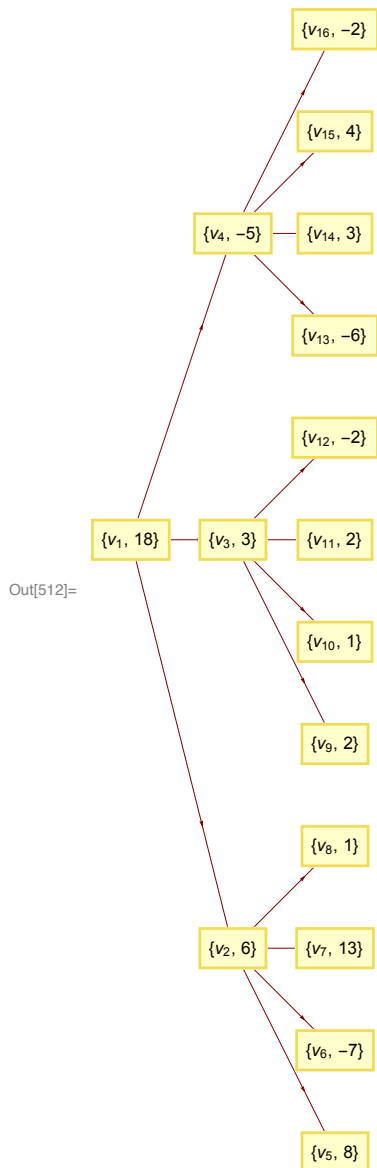 {v₁₆, −2}
{v₁₅, 4}
{v₄, −5}
{v₁₄, 3}
{v₁₃, −6}
{v₁₂, −2}
{v₁, 18}
{v₃, 3}
{v₁₁, 2}
Out[512]=
{v₁₀, 1}
{v₉, 2}
{v₈, 1}
{v₂, 6}
{v₇, 13}
{v₆, −7}
{v₅, 8}